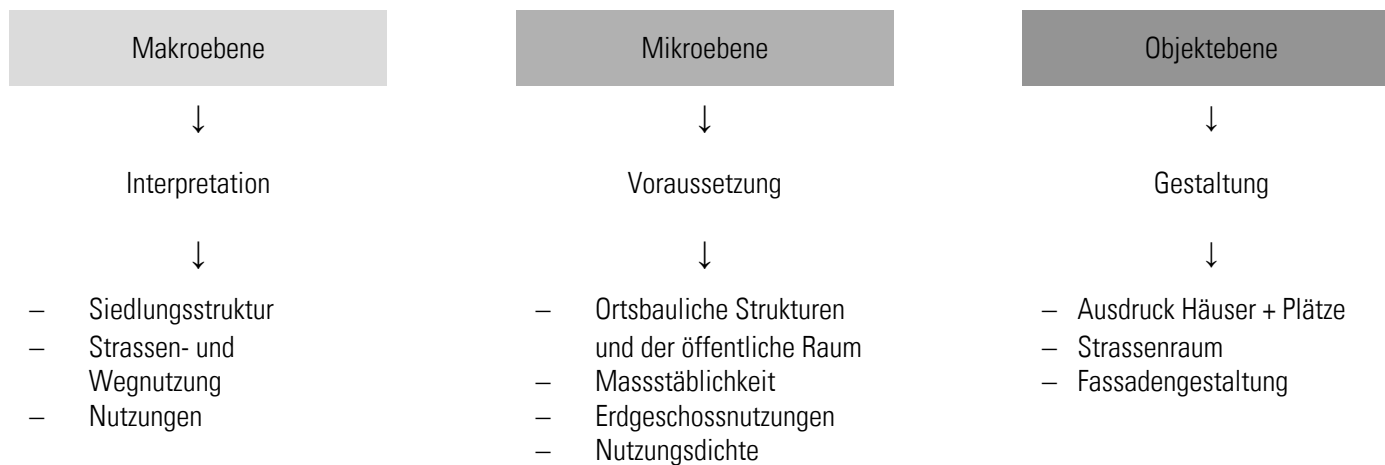 Makroebene
↓
Interpretation
↓
– Siedlungsstruktur
– Strassen- und
Wegnutzung
– Nutzungen
Mikroebene
↓
Voraussetzung
↓
– Ortsbauliche Strukturen
und der öffentliche Raum
– Massstäblichkeit
– Erdgeschossnutzungen
– Nutzungsdichte
Objektebene
↓
Gestaltung
↓
– Ausdruck Häuser + Plätze
– Strassenraum
– Fassadengestaltung